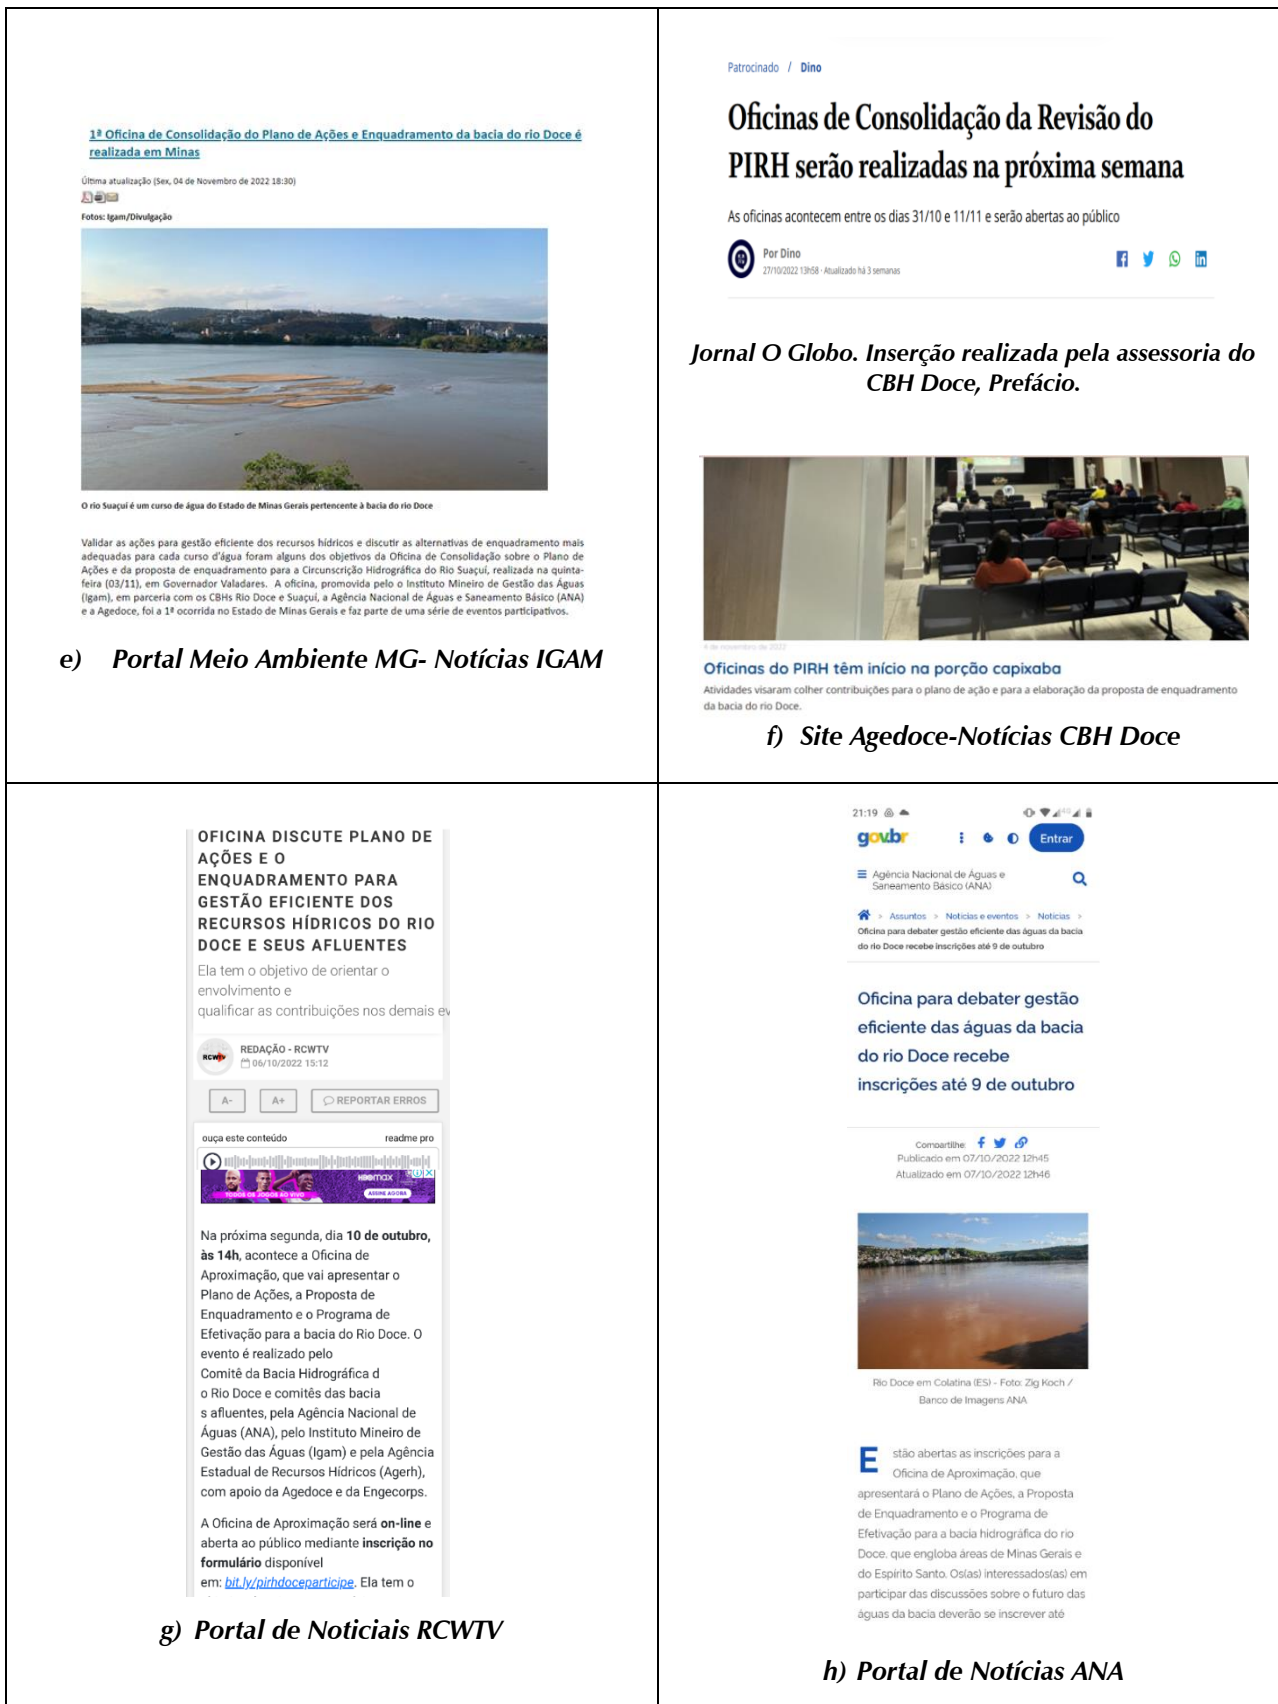 1ª Oficina de Consolidação do Plano de Ações e Enquadramento da bacia do rio Doce é
realizada em Minas
Última atualização (Sex, 04 de Novembro de 2022 18:30)
Fotos: Igam/Divulgação
O rio Suaçuí é um curso de água do Estado de Minas Gerais pertencente à bacia do rio Doce
Validar as ações para gestão eficiente dos recursos hídricos e discutir as alternativas de enquadramento mais
adequadas para cada curso d'água foram alguns dos objetivos da Oficina de Consolidação sobre o Plano de
Ações e da proposta de enquadramento para a Circunscrição Hidrográfica do Rio Suaçuí, realizada na quinta-
feira (03/11), em Governador Valadares. A oficina, promovida pelo o Instituto Mineiro de Gestão das Águas
(Igam), em parceria com os CBHs Rio Doce e Suaçuí, a Agência Nacional de Águas e Saneamento Básico (ANA)
e a Agedoce, foi a 1ª ocorrida no Estado de Minas Gerais e faz parte de uma série de eventos participativos.
e) Portal Meio Ambiente MG- Notícias IGAM
Patrocinado / Dino
Oficinas de Consolidação da Revisão do
PIRH serão realizadas na próxima semana
As oficinas acontecem entre os dias 31/10 e 11/11 e serão abertas ao público
Por Dino
27/10/2022 13h58 · Atualizado há 3 semanas
Jornal O Globo. Inserção realizada pela assessoria do
CBH Doce, Prefácio.
4 de novembro de 2022
Oficinas do PIRH têm início na porção capixaba
Atividades visaram colher contribuições para o plano de ação e para a elaboração da proposta de enquadramento
da bacia do rio Doce.
f) Site Agedoce-Notícias CBH Doce
OFICINA DISCUTE PLANO DE
AÇÕES E O
ENQUADRAMENTO PARA
GESTÃO EFICIENTE DOS
RECURSOS HÍDRICOS DO RIO
DOCE E SEUS AFLUENTES
Ela tem o objetivo de orientar o
envolvimento e
qualificar as contribuições nos demais ev
RCWTV
REDAÇÃO - RCWTV
06/10/2022 15:12
A-
A+
REPORTAR ERROS
ouça este conteúdo
readme pro
HBOMAX
TODOS OS JOGOS AO VIVO
ASSINE AGORA
Na próxima segunda, dia 10 de outubro,
às 14h, acontece a Oficina de
Aproximação, que vai apresentar o
Plano de Ações, a Proposta de
Enquadramento e o Programa de
Efetivação para a bacia do Rio Doce. O
evento é realizado pelo
Comitê da Bacia Hidrográfica d
o Rio Doce e comitês das bacia
s afluentes, pela Agência Nacional de
Águas (ANA), pelo Instituto Mineiro de
Gestão das Águas (Igam) e pela Agência
Estadual de Recursos Hídricos (Agerh),
com apoio da Agedoce e da Engecorps.
A Oficina de Aproximação será on-line e
aberta ao público mediante inscrição no
formulário disponível
em: bit.ly/pirhdoceparticipe. Ela tem o
g) Portal de Noticiais RCWTV
21:19
4G
gov.br
Entrar
Agência Nacional de Águas e
Saneamento Básico (ANA)
> Assuntos > Notícias e eventos > Notícias >
Oficina para debater gestão eficiente das águas da bacia
do rio Doce recebe inscrições até 9 de outubro
Oficina para debater gestão
eficiente das águas da bacia
do rio Doce recebe
inscrições até 9 de outubro
Compartilhe:
Publicado em 07/10/2022 12h45
Atualizado em 07/10/2022 12h46
Rio Doce em Colatina (ES) - Foto: Zig Koch /
Banco de Imagens ANA
Estão abertas as inscrições para a
Oficina de Aproximação, que
apresentará o Plano de Ações, a Proposta
de Enquadramento e o Programa de
Efetivação para a bacia hidrográfica do rio
Doce, que engloba áreas de Minas Gerais e
do Espírito Santo. Os(as) interessados(as) em
participar das discussões sobre o futuro das
águas da bacia deverão se inscrever até
h) Portal de Notícias ANA